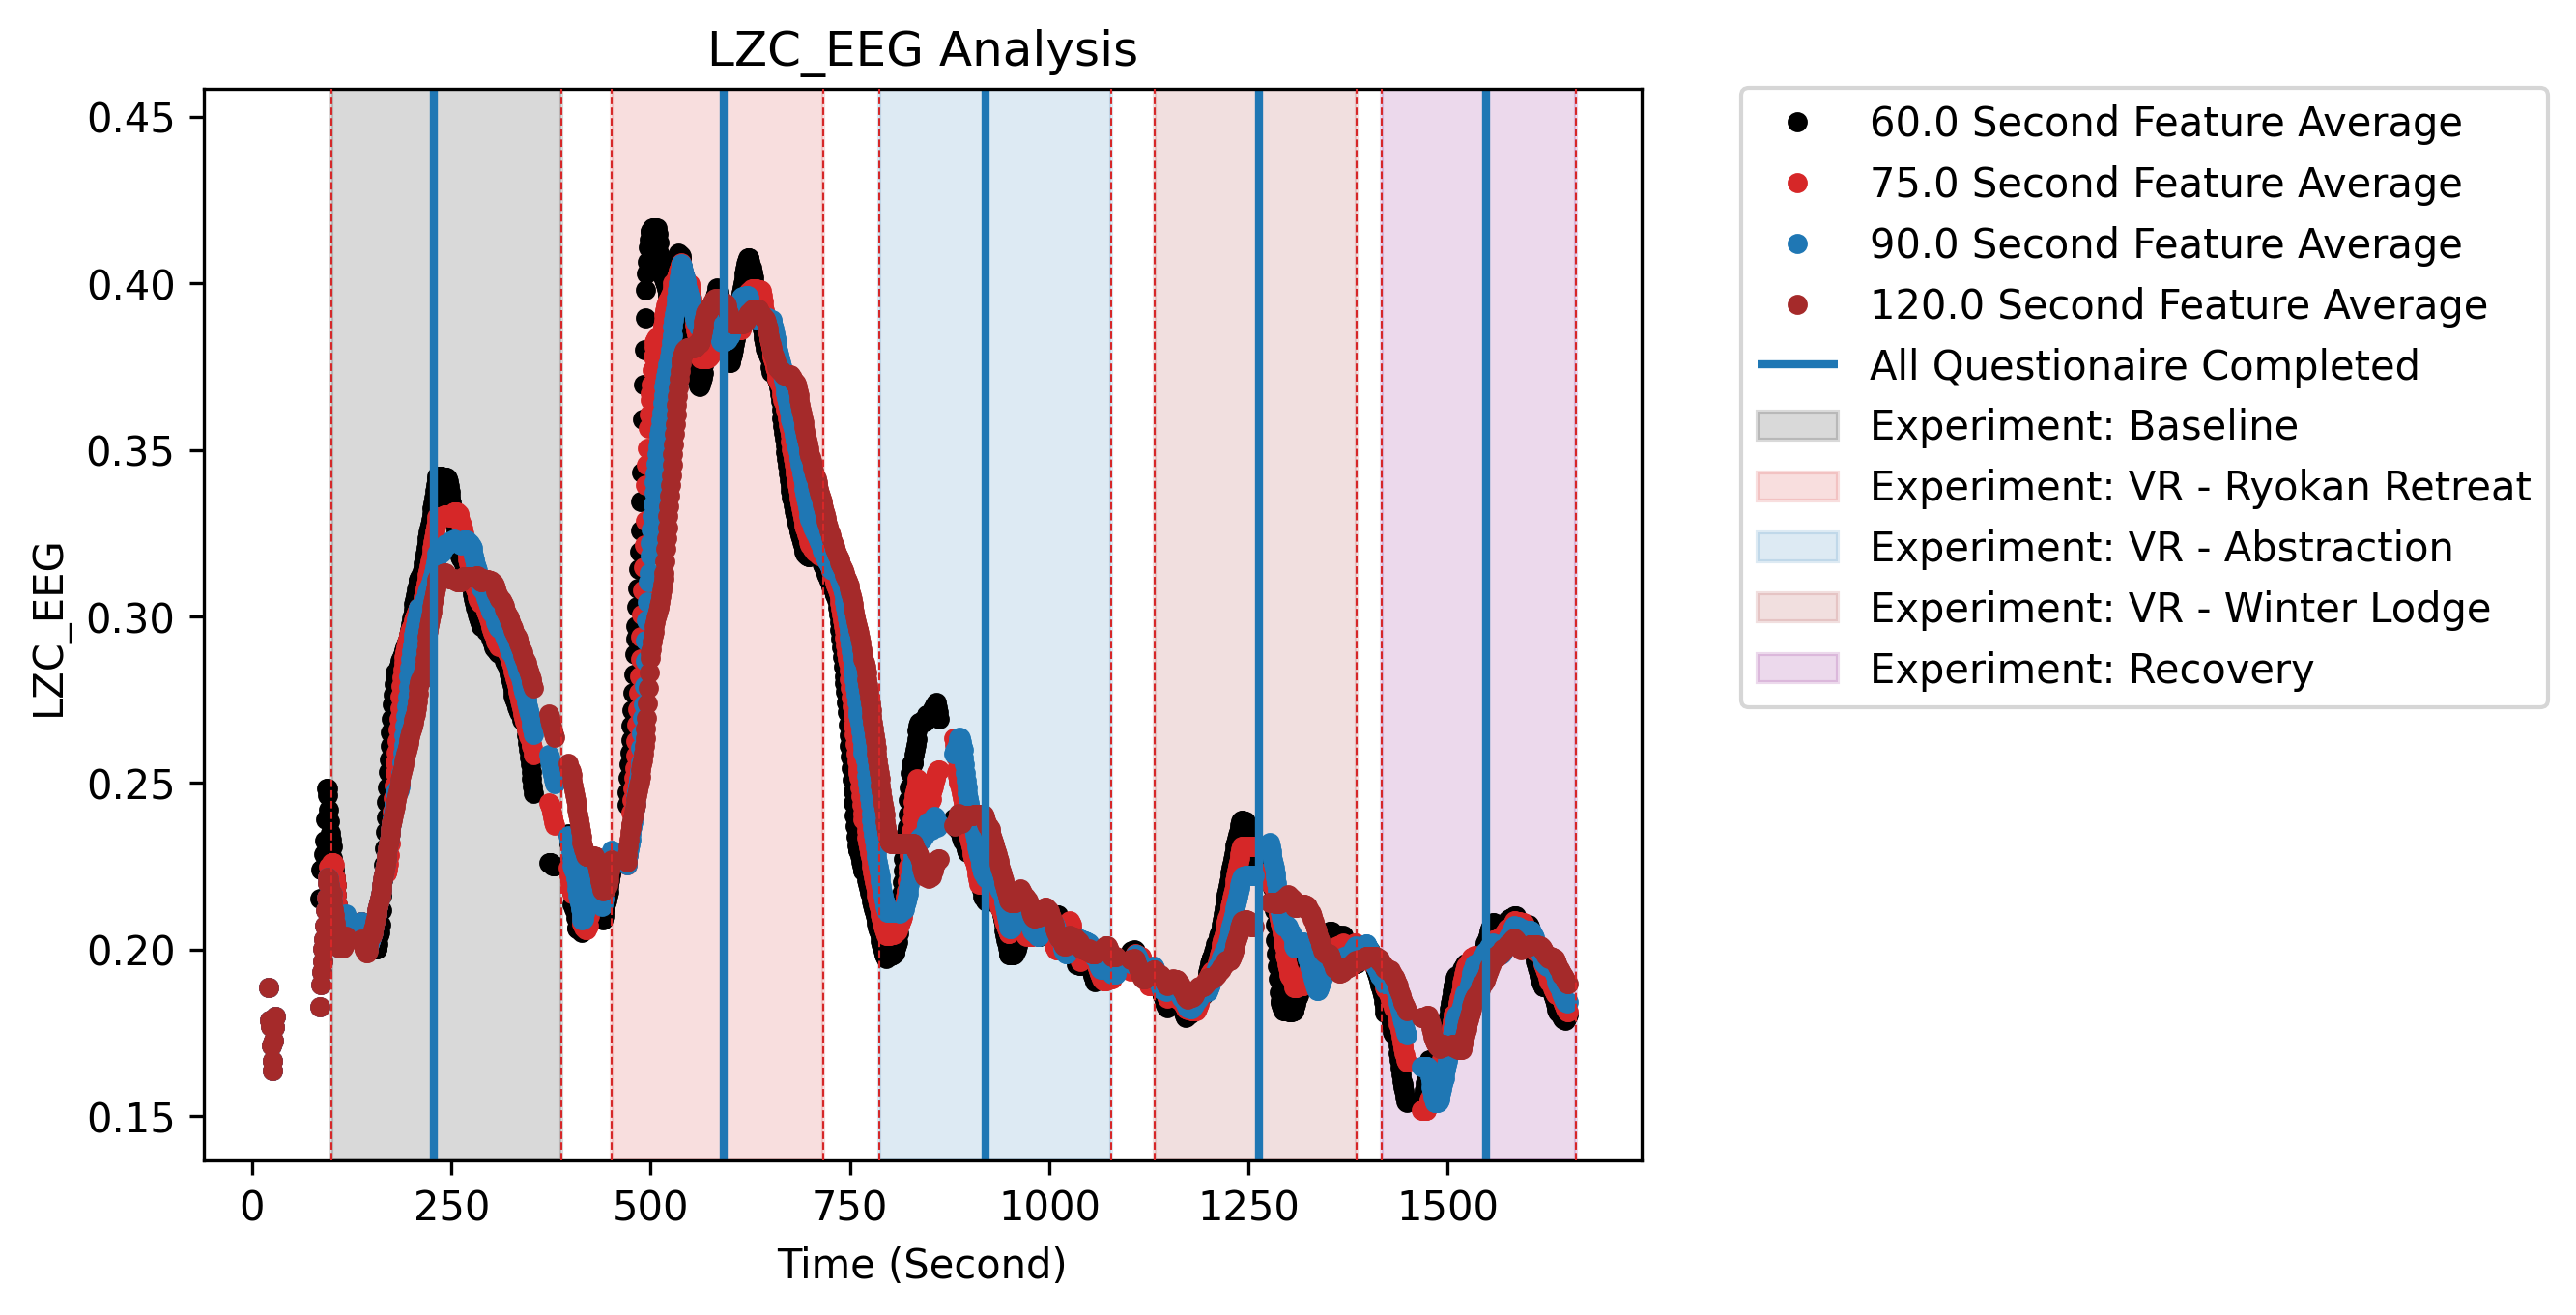 LZC_EEG Analysis
LZC_EEG
0.45
0.40
0.35
0.30
0.25
0.20
0.15
0
250
500
750
1000
1250
1500
Time (Second)
60.0 Second Feature Average
75.0 Second Feature Average
90.0 Second Feature Average
120.0 Second Feature Average
All Questionaire Completed
Experiment: Baseline
Experiment: VR - Ryokan Retreat
Experiment: VR - Abstraction
Experiment: VR - Winter Lodge
Experiment: Recovery